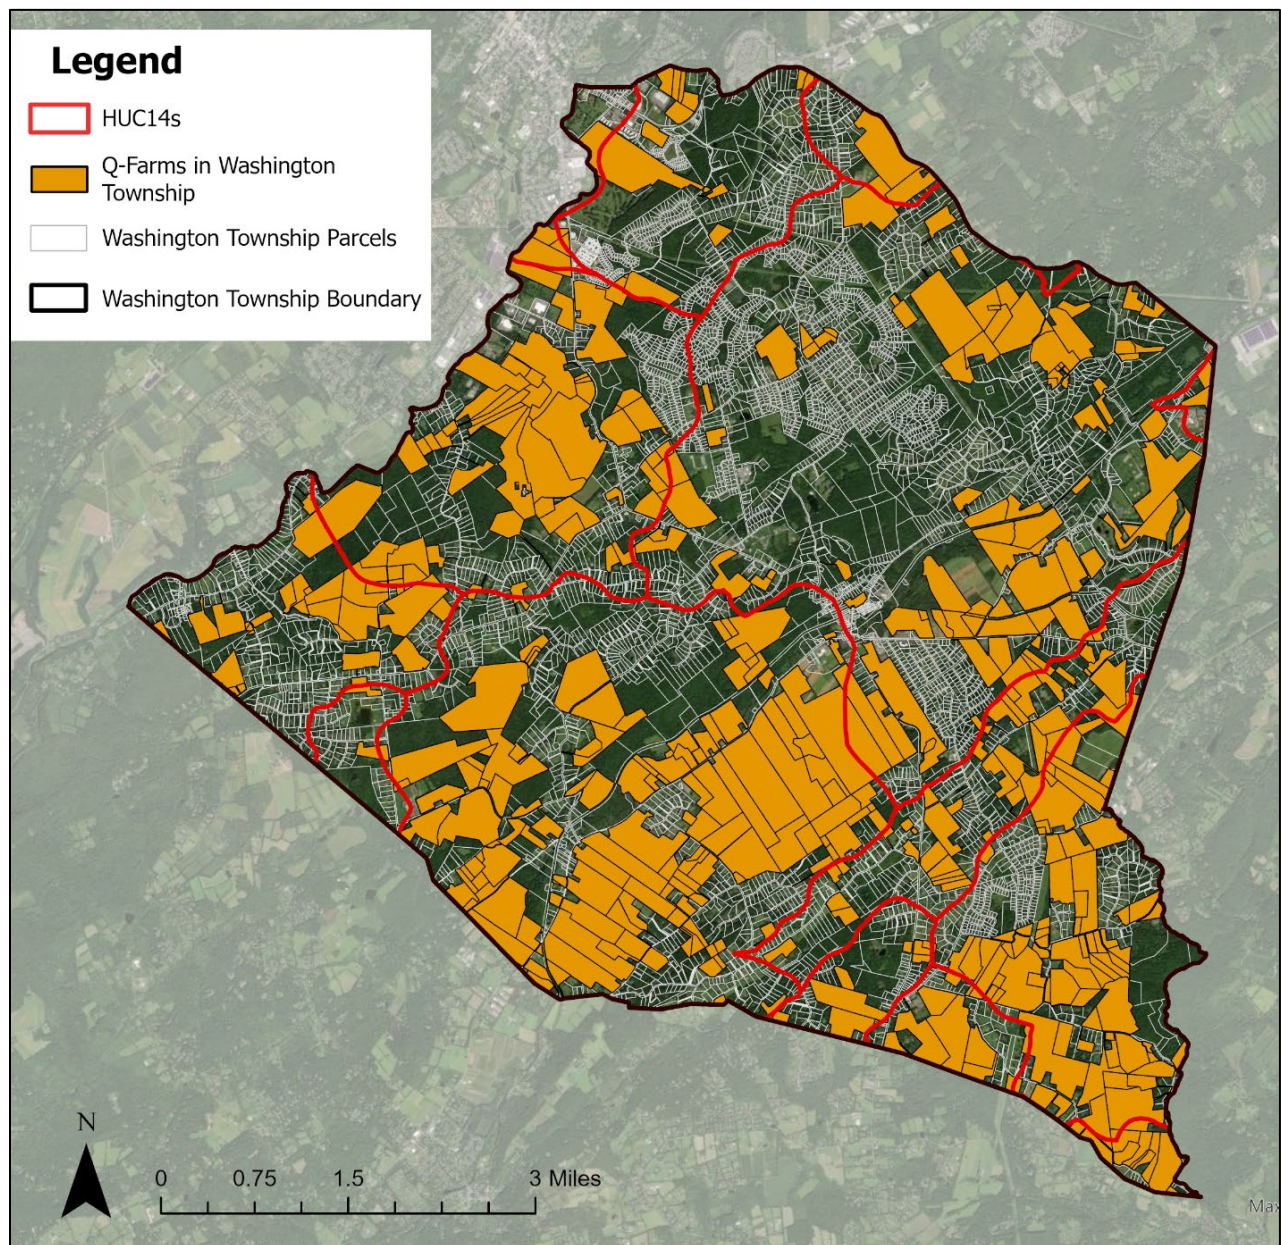 Legend
HUC14s
Q-Farms in Washington
Township
Washington Township Parcels
Washington Township Boundary
N
0 0.75 1.5 3 Miles
Max